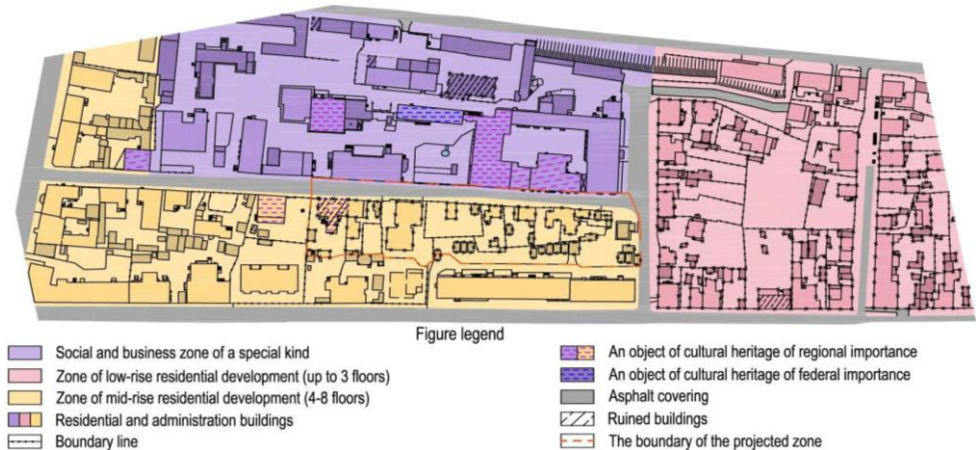 Figure legend
Social and business zone of a special kind
Zone of low-rise residential development (up to 3 floors)
Zone of mid-rise residential development (4-8 floors)
Residential and administration buildings
Boundary line
An object of cultural heritage of regional importance
An object of cultural heritage of federal importance
Asphalt covering
Ruined buildings
The boundary of the projected zone